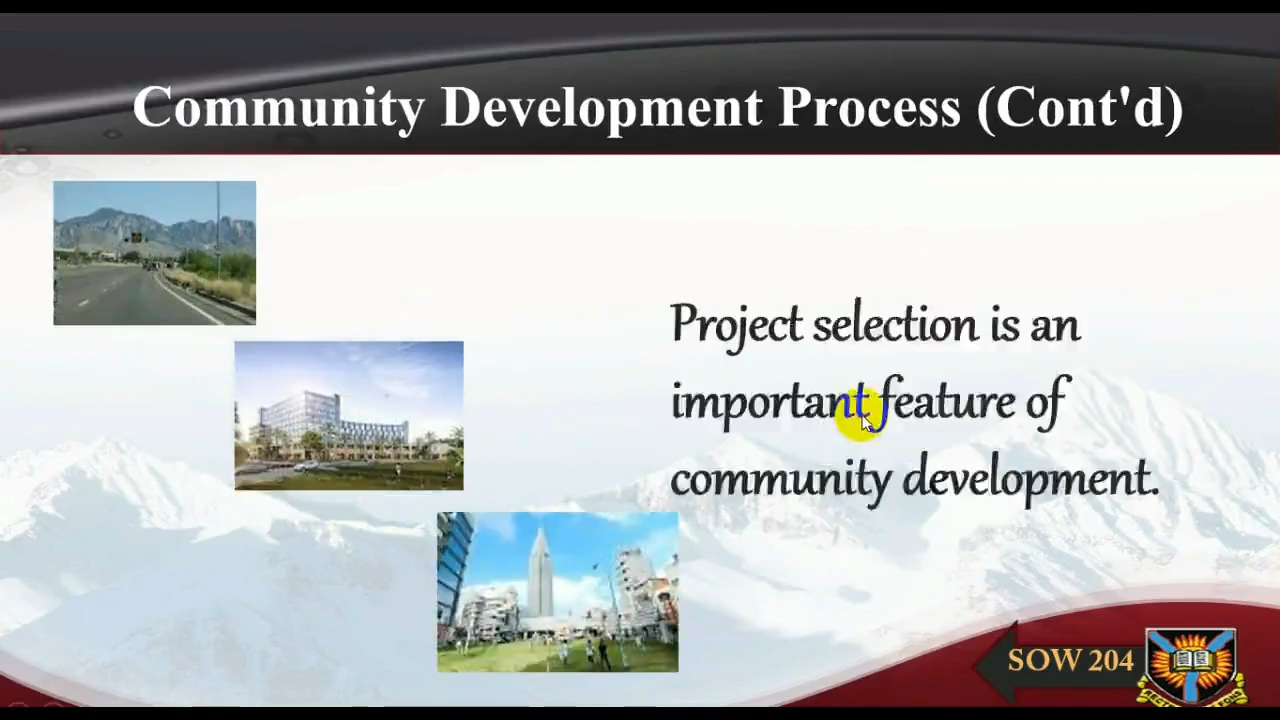 Community Development Process (Cont'd)
Project selection is an
important feature of
community development.
SOW 204